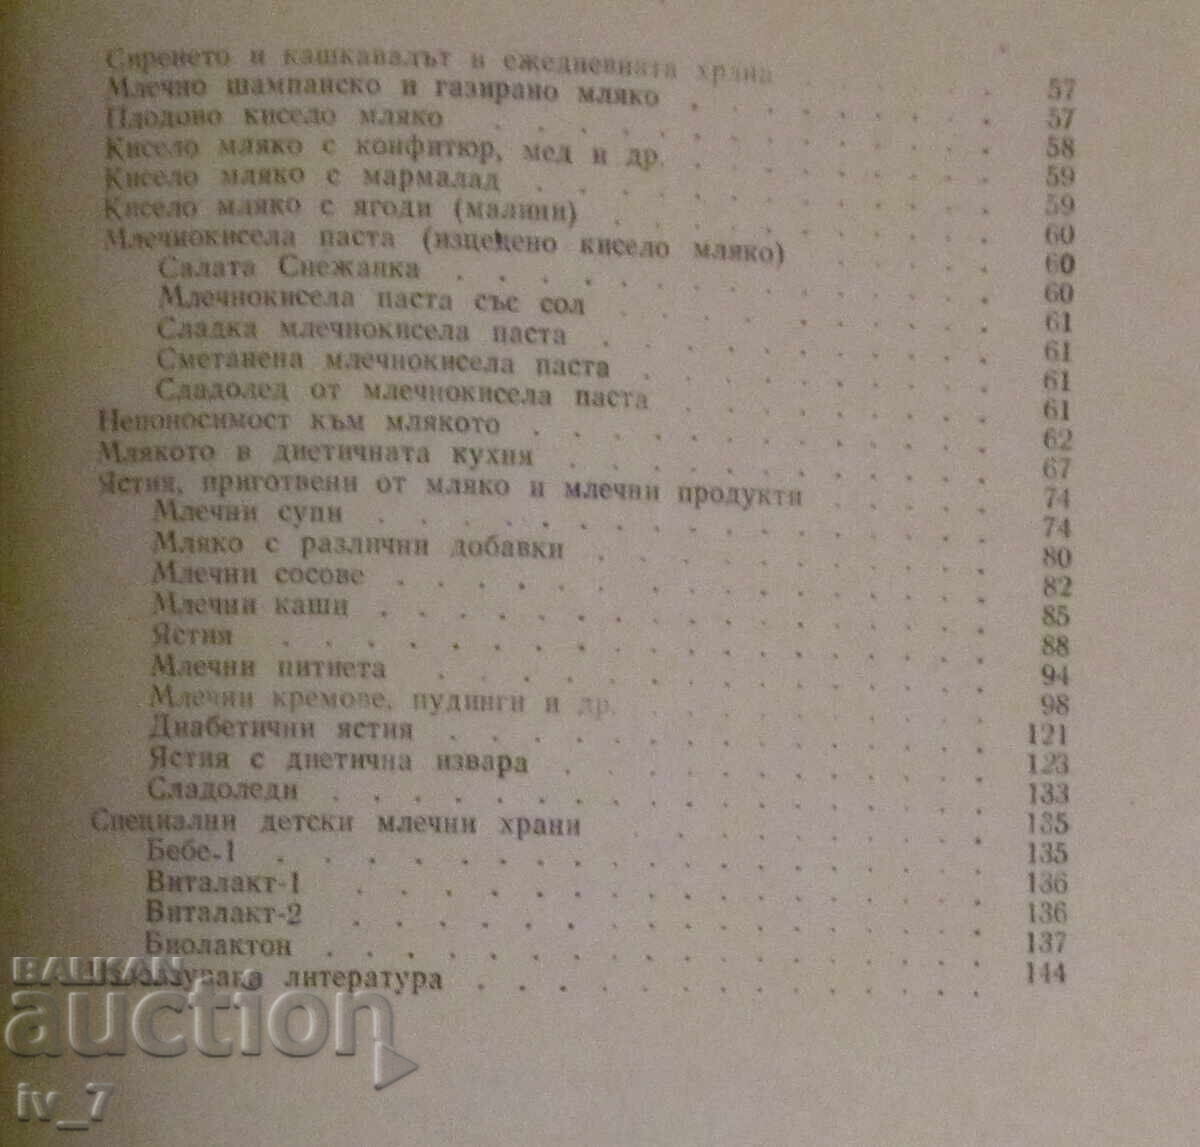 Сиренето и кашкавалът в ежедневната храна . . . . . . 57
Млечно шампанско и газирано мляко . . . . . . . . . 57
Плодово кисело мляко . . . . . . . . . . . . 58
Кисело мляко с конфитюр, мед и др. . . . . . . . . 59
Кисело мляко с мармалад . . . . . . . . . . . 59
Кисело мляко с ягоди (малини) . . . . . . . . . 60
Млечнокисела паста (изцедено кисело мляко) . . . . . . 60
Салата Снежанка . . . . . . . . . . . . . 60
Млечнокисела паста със сол . . . . . . . . . . 61
Сладка млечнокисела паста . . . . . . . . . . 61
Сметанена млечнокисела паста . . . . . . . . . 61
Сладолед от млечнокисела паста . . . . . . . . 61
Непоносимост към млякото . . . . . . . . . . . 62
Млякото в диетичната кухня . . . . . . . . . . 67
Ястия, приготвени от мляко и млечни продукти . . . . . 74
Млечни супи . . . . . . . . . . . . . . 74
Мляко с различни добавки . . . . . . . . . . 80
Млечни сосове . . . . . . . . . . . . . . 82
Млечни каши . . . . . . . . . . . . . . 85
Ястия . . . . . . . . . . . . . . . . . 88
Млечни питиета . . . . . . . . . . . . . 94
Млечни кремове, пудинги и др. . . . . . . . . . 98
Диабетични ястия . . . . . . . . . . . . . 121
Ястия с диетична извара . . . . . . . . . . . 123
Сладоледи . . . . . . . . . . . . . . . 133
Специални детски млечни храни . . . . . . . . . 135
Бебе-1 . . . . . . . . . . . . . . . . 135
Виталакт-1 . . . . . . . . . . . . . . . 136
Виталакт-2 . . . . . . . . . . . . . . . 136
Биолактон . . . . . . . . . . . . . . . 137
Използувана литература . . . . . . . . . . . . 144
BALKAN
auction
iv_7